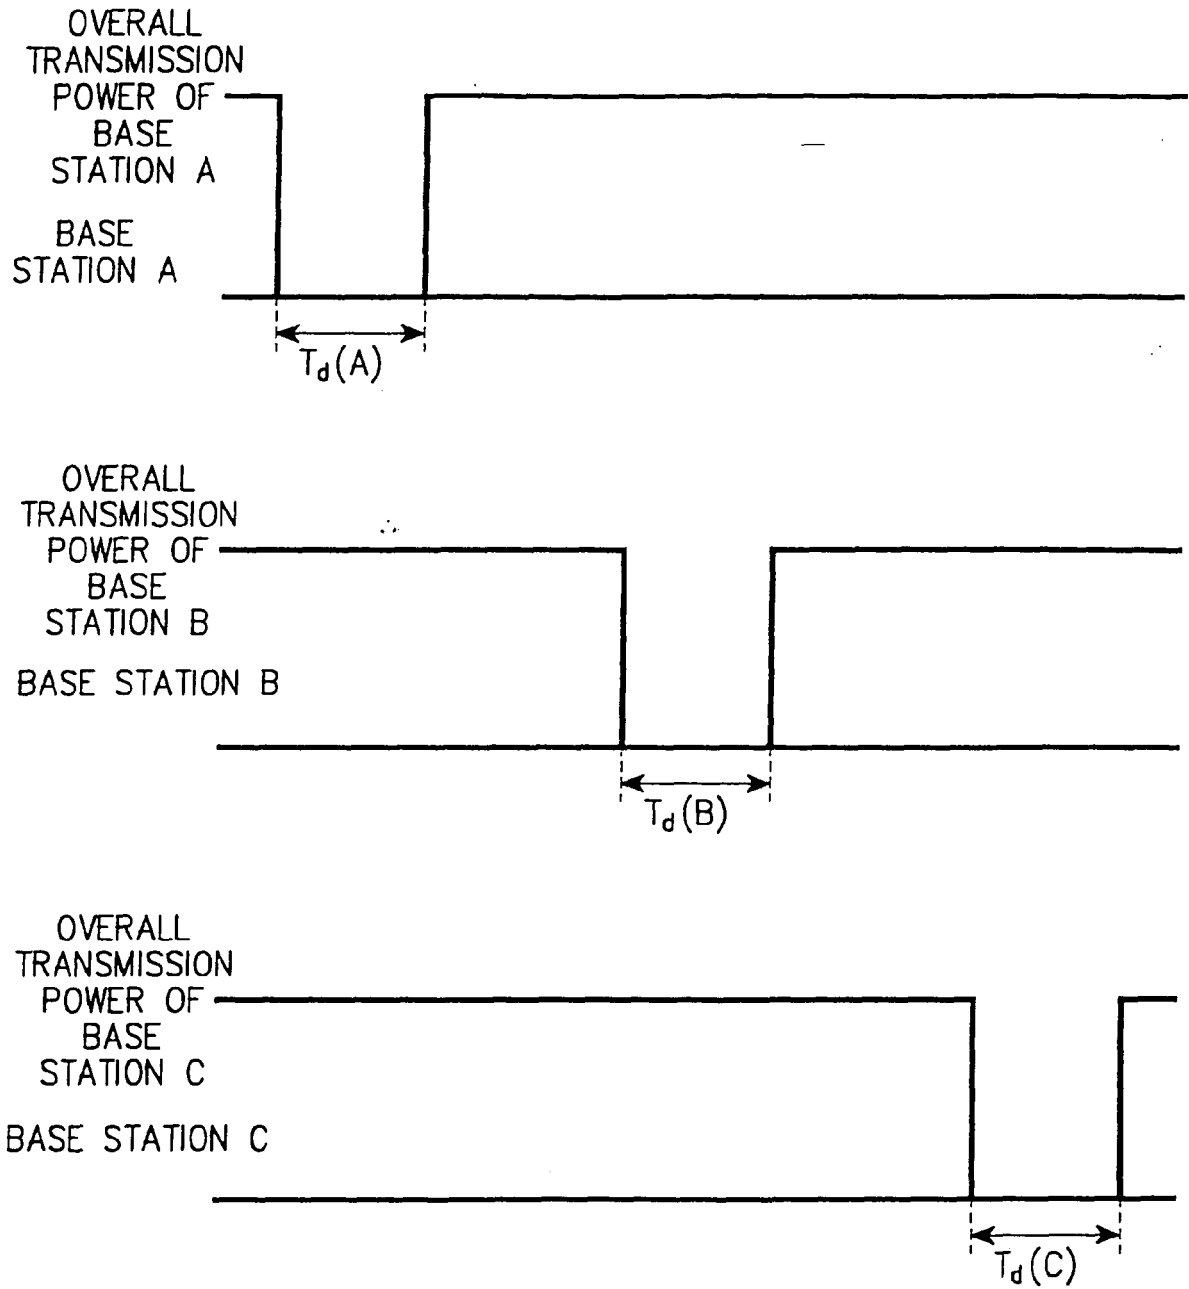 OVERALL
TRANSMISSION
POWER OF
BASE
STATION A
BASE
STATION A
Td(A)
OVERALL
TRANSMISSION
POWER OF
BASE
STATION B
BASE STATION B
Td(B)
OVERALL
TRANSMISSION
POWER OF
BASE
STATION C
BASE STATION C
Td(C)